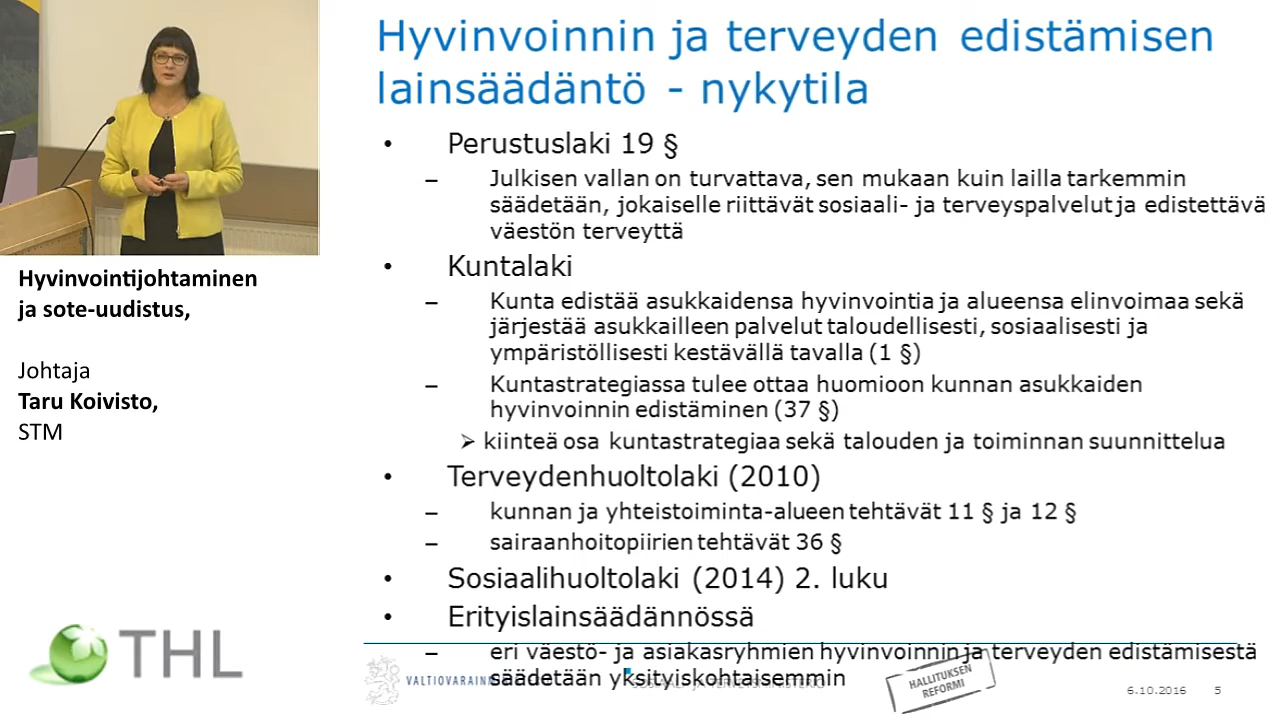 Hyvinvoinnin ja terveyden edistämisen
lainsäädäntö - nykytila
• Perustuslaki 19 §
– Julkisen vallan on turvattava, sen mukaan kuin lailla tarkemmin
säädetään, jokaiselle riittävät sosiaali- ja terveyspalvelut ja edistettävä
väestön terveyttä
• Kuntalaki
– Kunta edistää asukkaidensa hyvinvointia ja alueensa elinvoimaa sekä
järjestää asukkailleen palvelut taloudellisesti, sosiaalisesti ja
ympäristöllisesti kestävällä tavalla (1 §)
– Kuntastrategiassa tulee ottaa huomioon kunnan asukkaiden
hyvinvoinnin edistäminen (37 §)
➢ kiinteä osa kuntastrategiaa sekä talouden ja toiminnan suunnittelua
• Terveydenhuoltolaki (2010)
– kunnan ja yhteistoiminta-alueen tehtävät 11 § ja 12 §
– sairaanhoitopiirien tehtävät 36 §
• Sosiaalihuoltolaki (2014) 2. luku
• Erityislainsäädännössä
– eri väestö- ja asiakasryhmien hyvinvoinnin ja terveyden edistämisestä
säädetään yksityiskohtaisemmin
HALLITUKSEN
REFORMI
6.10.2016 5
Hyvinvointijohtaminen
ja sote-uudistus,
Johtaja
Taru Koivisto,
STM
THL